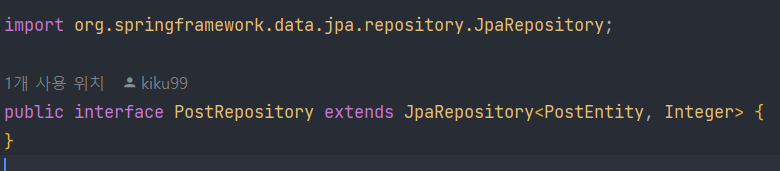 import org.springframework.data.jpa.repository.JpaRepository;
1개 사용 위치 kiku99
public interface PostRepository extends JpaRepository<PostEntity, Integer> {
}